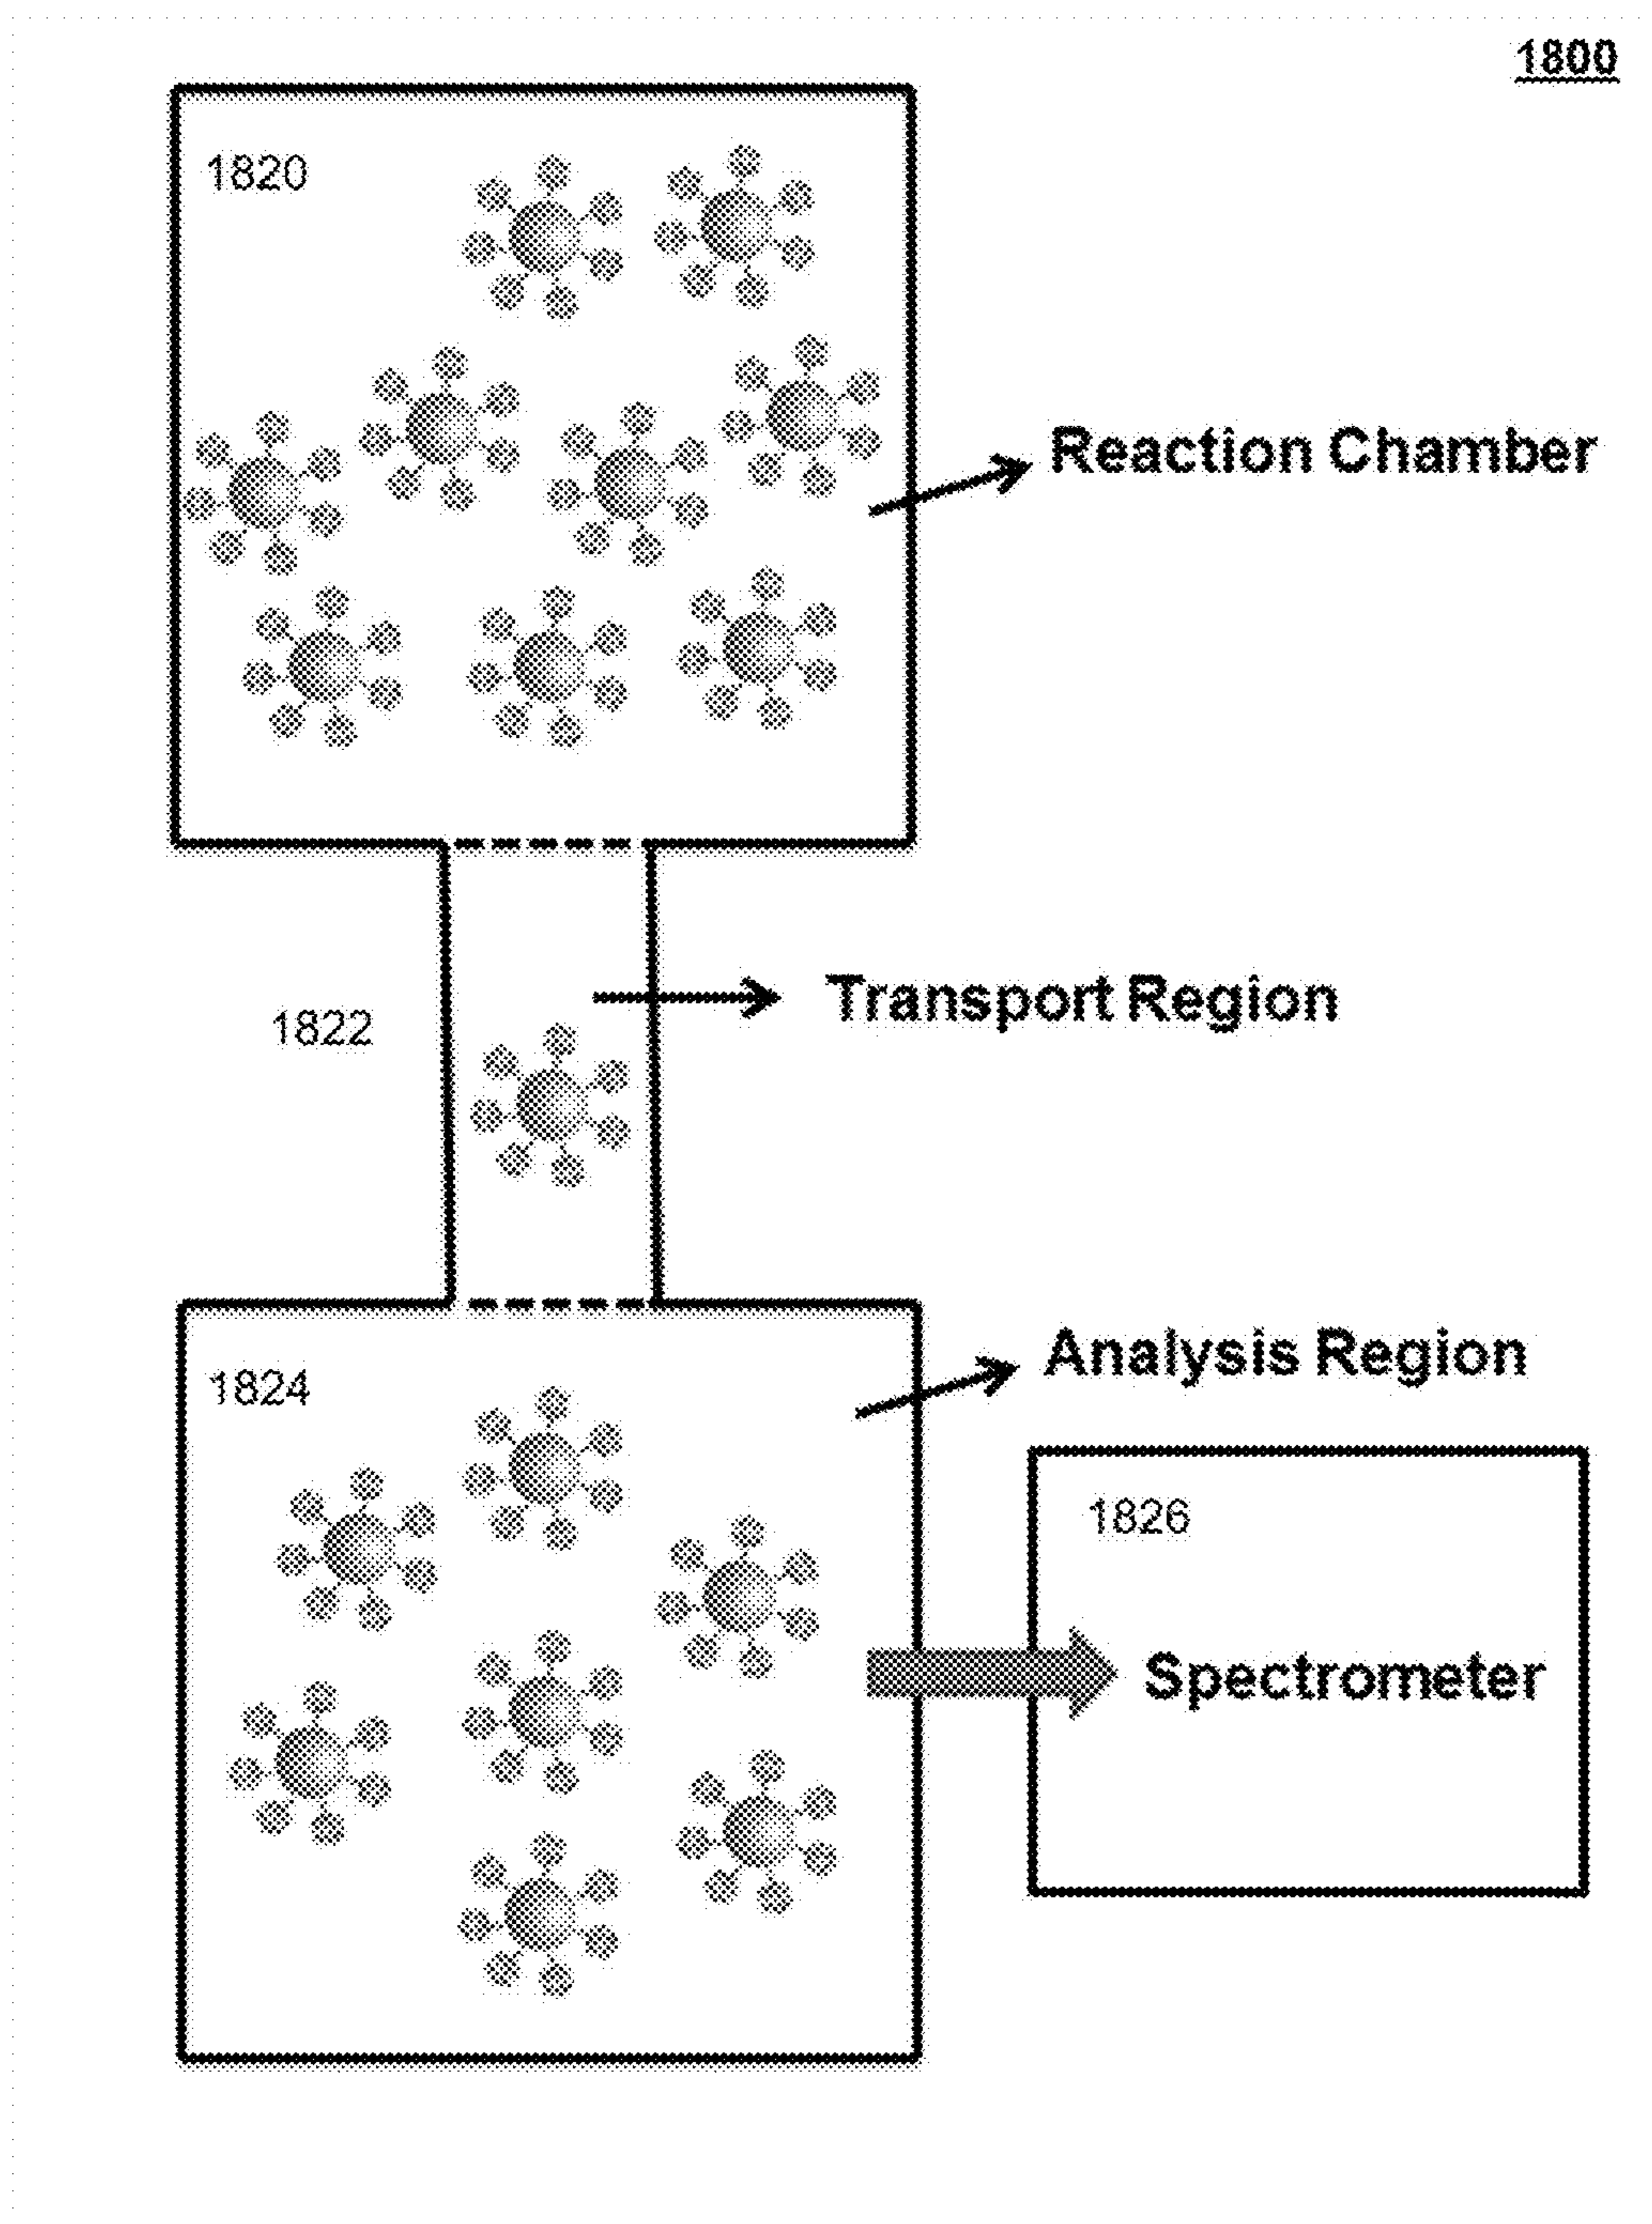 1800
1820
Reaction Chamber
1822
Transport Region
1824
Analysis Region
1826
Spectrometer